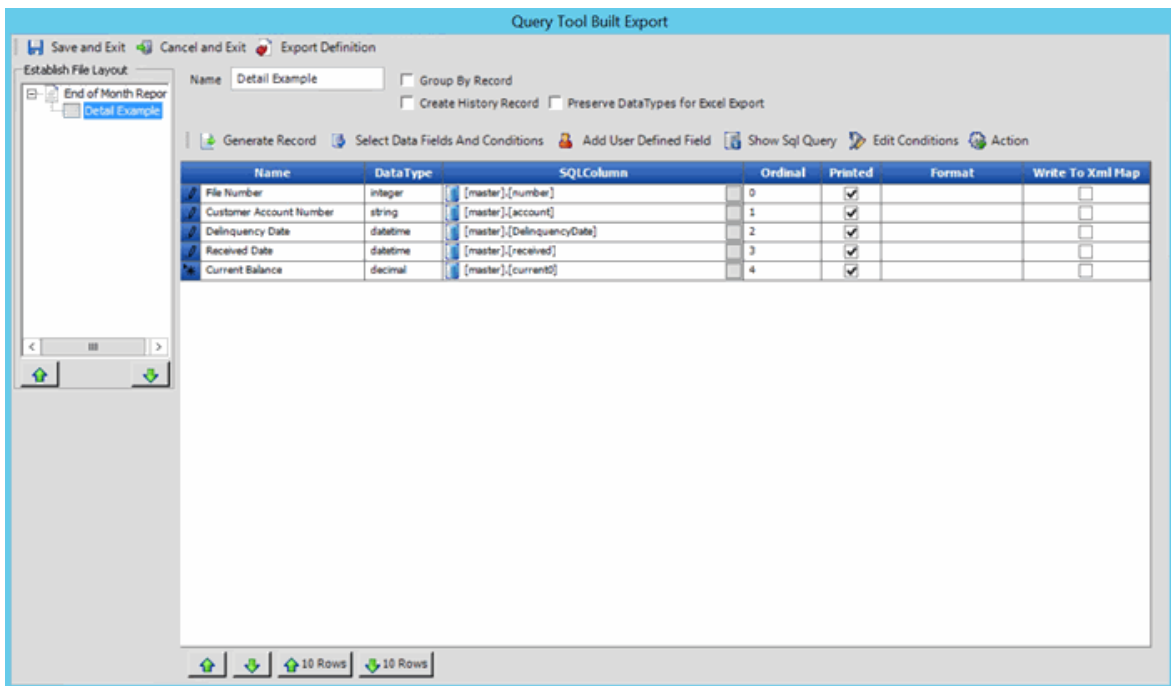 Query Tool Built Export
Save and Exit Cancel and Exit Export Definition
Establish File Layout
End of Month Repor
Detail Example
Name Detail Example Group By Record
Create History Record Preserve DataTypes for Excel Export
Generate Record Select Data Fields And Conditions Add User Defined Field Show Sql Query Edit Conditions Action
Name DataType SQLColumn Ordinal Printed Format Write To Xml Map
File Number integer [master].[number] 0
Customer Account Number string [master].[account] 1
Delinquency Date datetime [master].[DelinquencyDate] 2
Received Date datetime [master].[received] 3
Current Balance decimal [master].[current0] 4
10 Rows 10 Rows